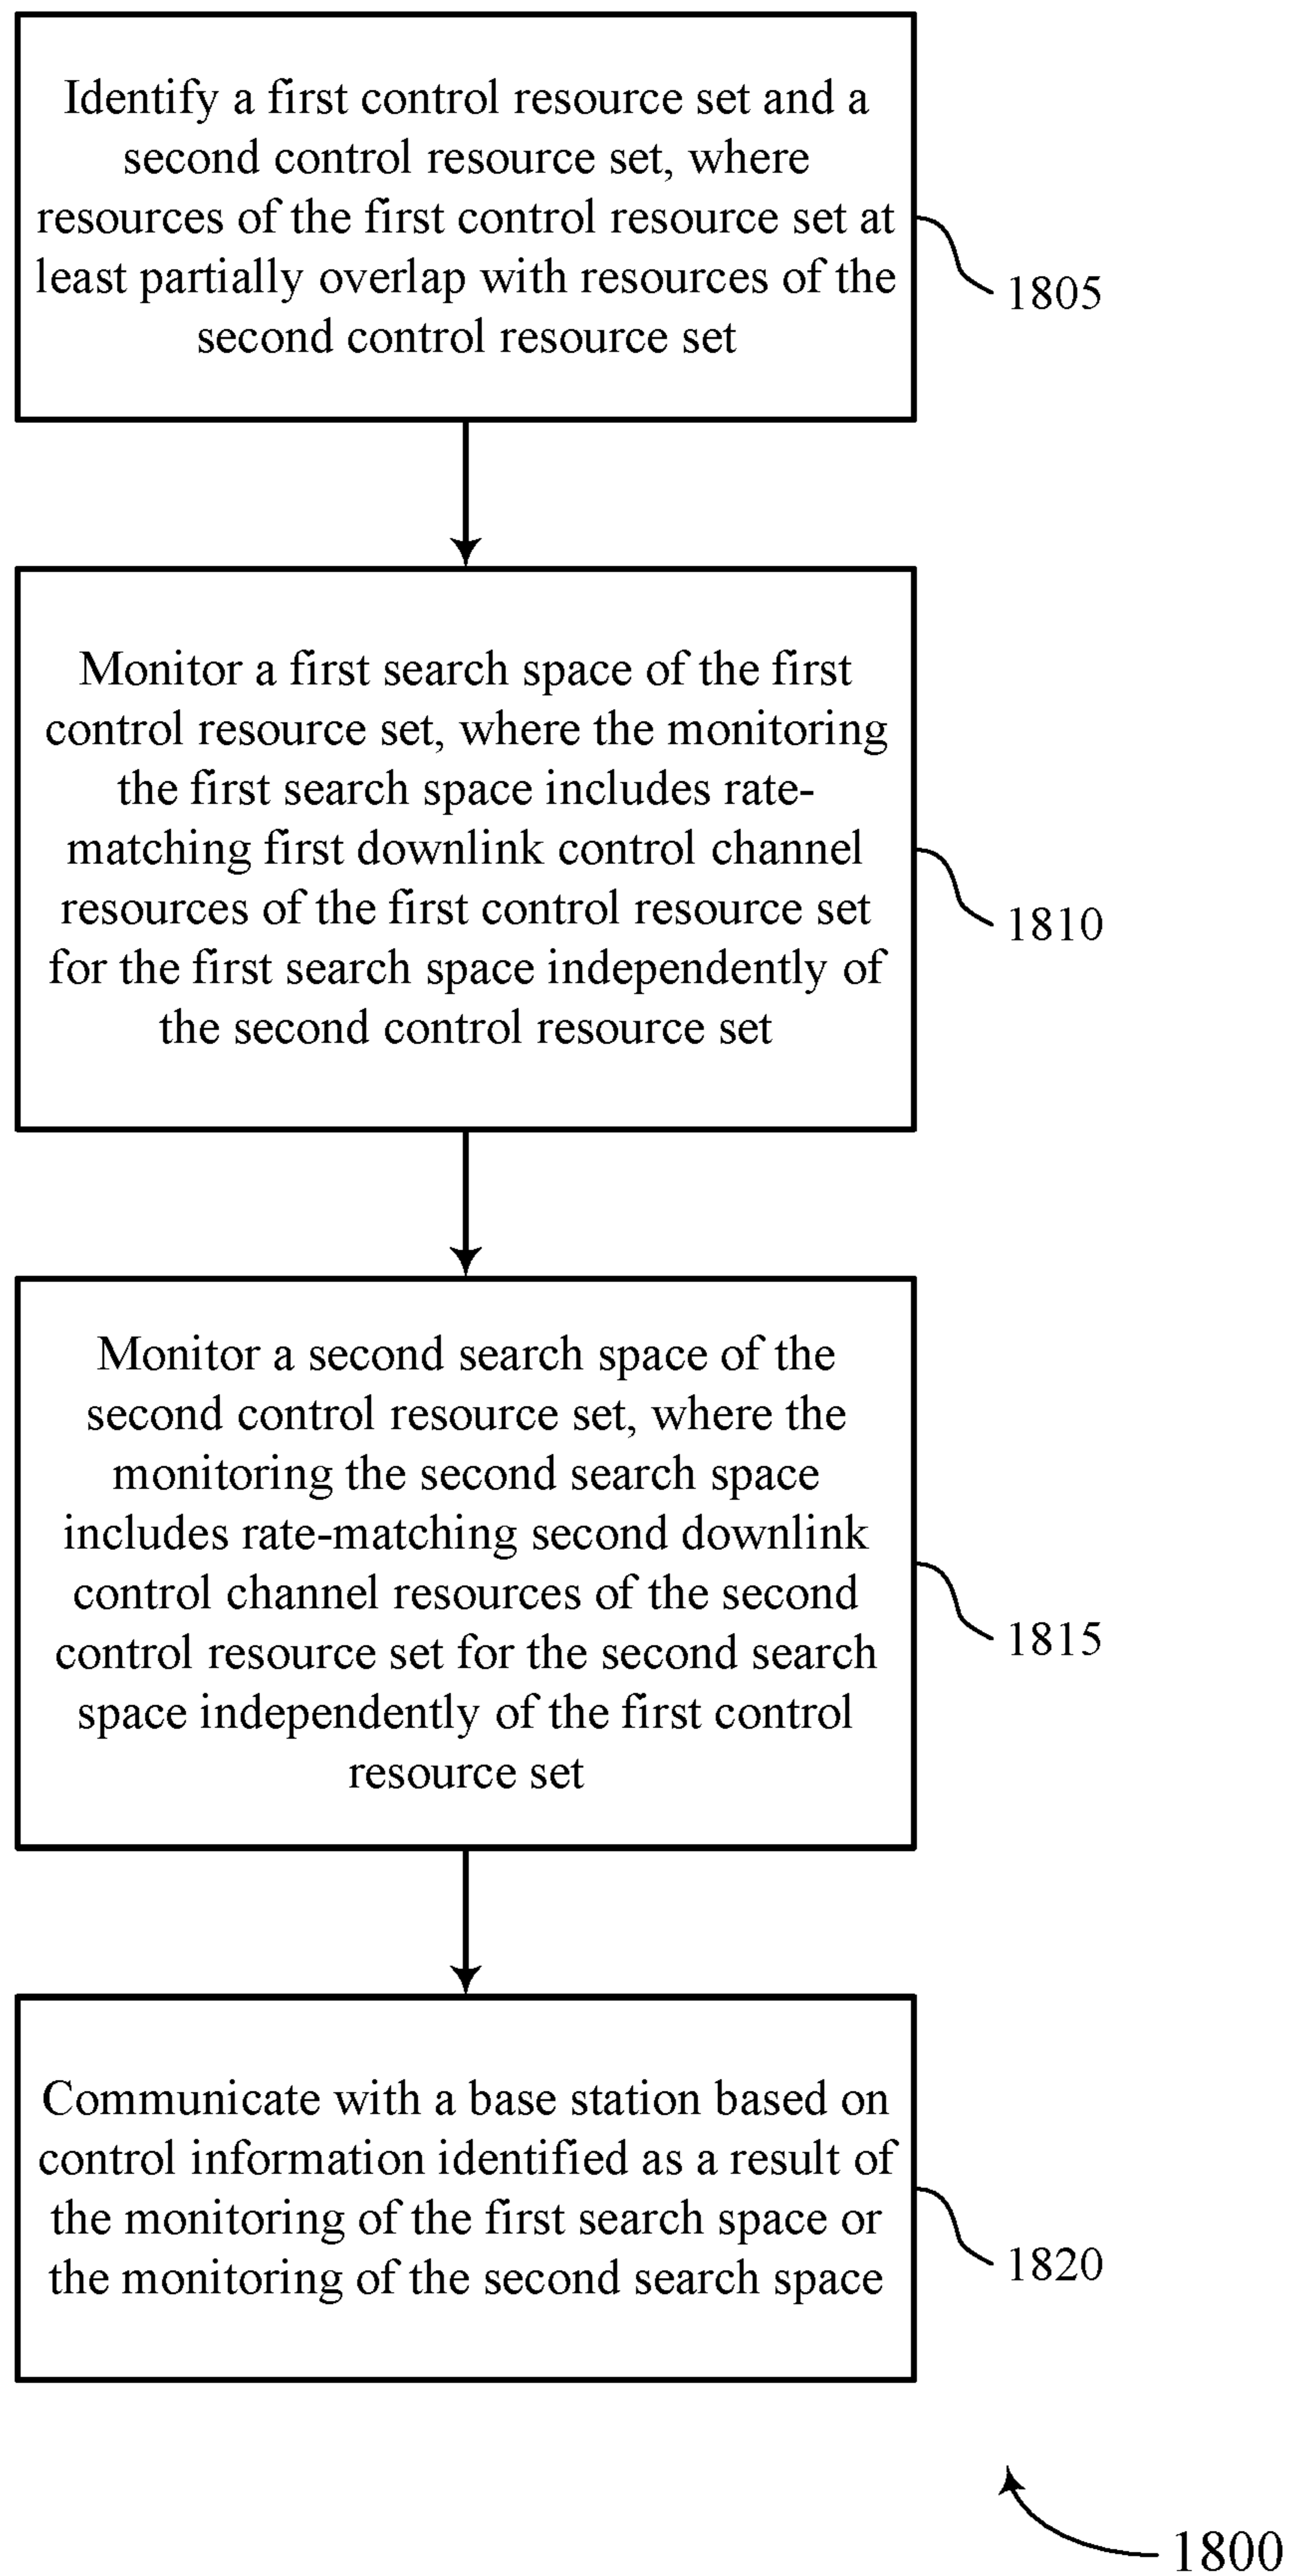 Identify a first control resource set and a
second control resource set, where
resources of the first control resource set at
least partially overlap with resources of the
second control resource set
1805
Monitor a first search space of the first
control resource set, where the monitoring
the first search space includes rate-
matching first downlink control channel
resources of the first control resource set
for the first search space independently of
the second control resource set
1810
Monitor a second search space of the
second control resource set, where the
monitoring the second search space
includes rate-matching second downlink
control channel resources of the second
control resource set for the second search
space independently of the first control
resource set
1815
Communicate with a base station based on
control information identified as a result of
the monitoring of the first search space or
the monitoring of the second search space
1820
1800